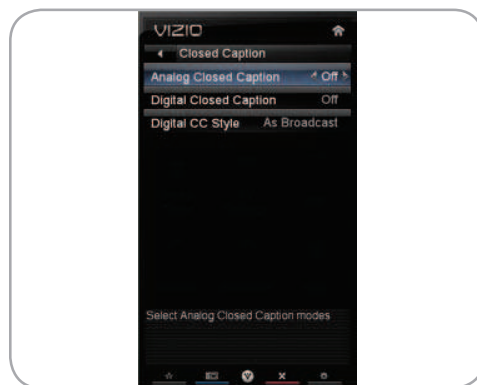 VIZIO
Closed Caption
Analog Closed Caption Off
Digital Closed Caption Off
Digital CC Style As Broadcast
Select Analog Closed Caption modes